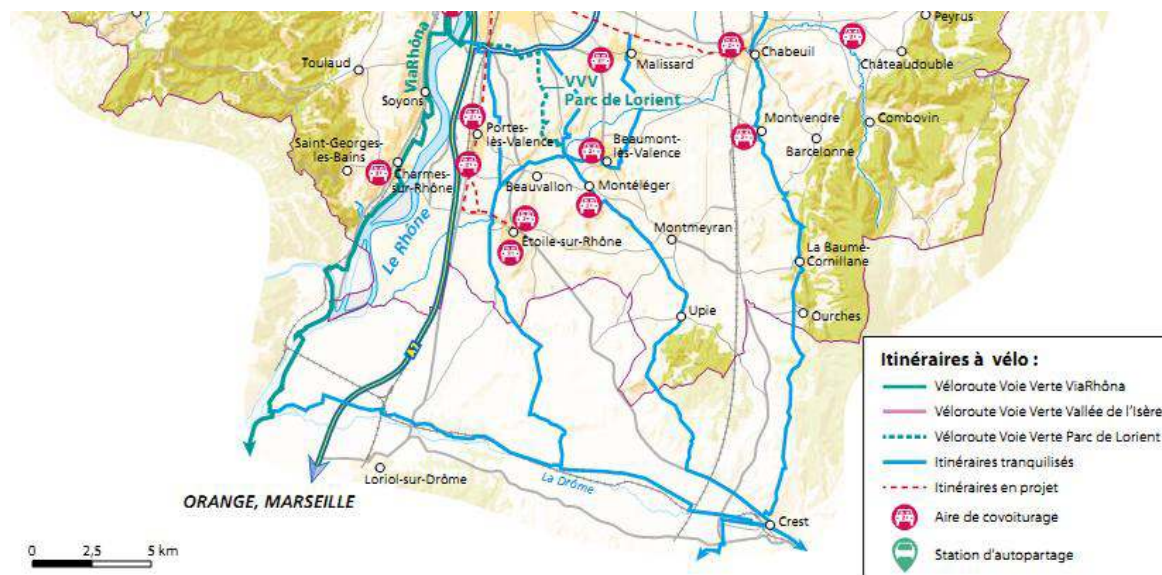 Peyrus
Toulaud
ViaRhôna
Malissard
Chabeuil
Châteaudouble
VVV
Parc de Lorient
Soyons
Portes-
lès-Valence
Beaumont-
lès-Valence
Montvendre
Barcelonne
Combovin
Saint-Georges-
les-Bains
Charmes-
sur-Rhône
Beauvallon
Montéléger
Le Rhône
Étoile-sur-Rhône
Montmeyran
La Baume-
Cornillane
Upie
Ourches
A7
Loriol-sur-Drôme
La Drôme
Crest
ORANGE, MARSEILLE
0 2,5 5 km
Itinéraires à vélo :
Véloroute Voie Verte ViaRhôna
Véloroute Voie Verte Vallée de l'Isère
Véloroute Voie Verte Parc de Lorient
Itinéraires tranquilisés
Itinéraires en projet
Aire de covoiturage
Station d'autopartage